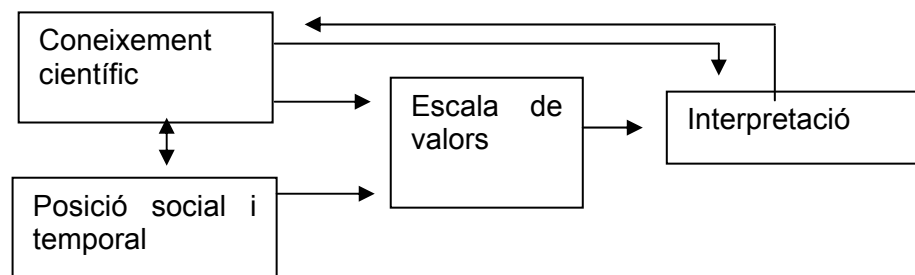 Coneixement
científic
Escala de
valors
Interpretació
Posició social i
temporal